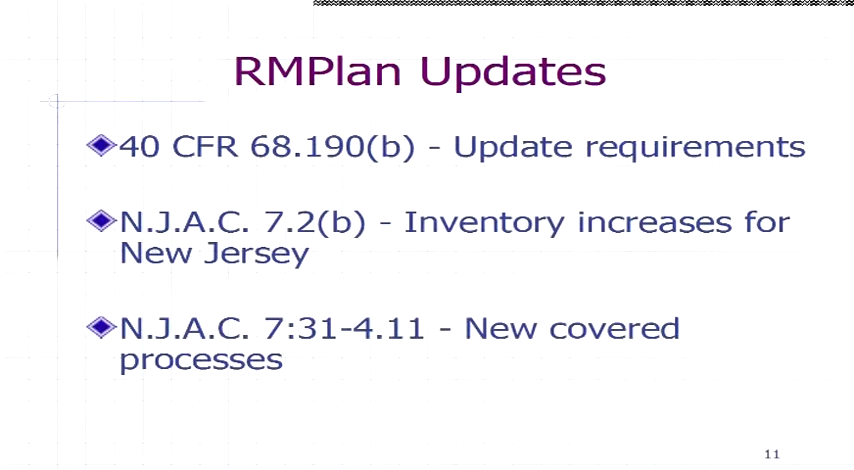 RMPlan Updates
40 CFR 68.190(b) - Update requirements
N.J.A.C. 7.2(b) - Inventory increases for
New Jersey
N.J.A.C. 7:31-4.11 - New covered
processes
11